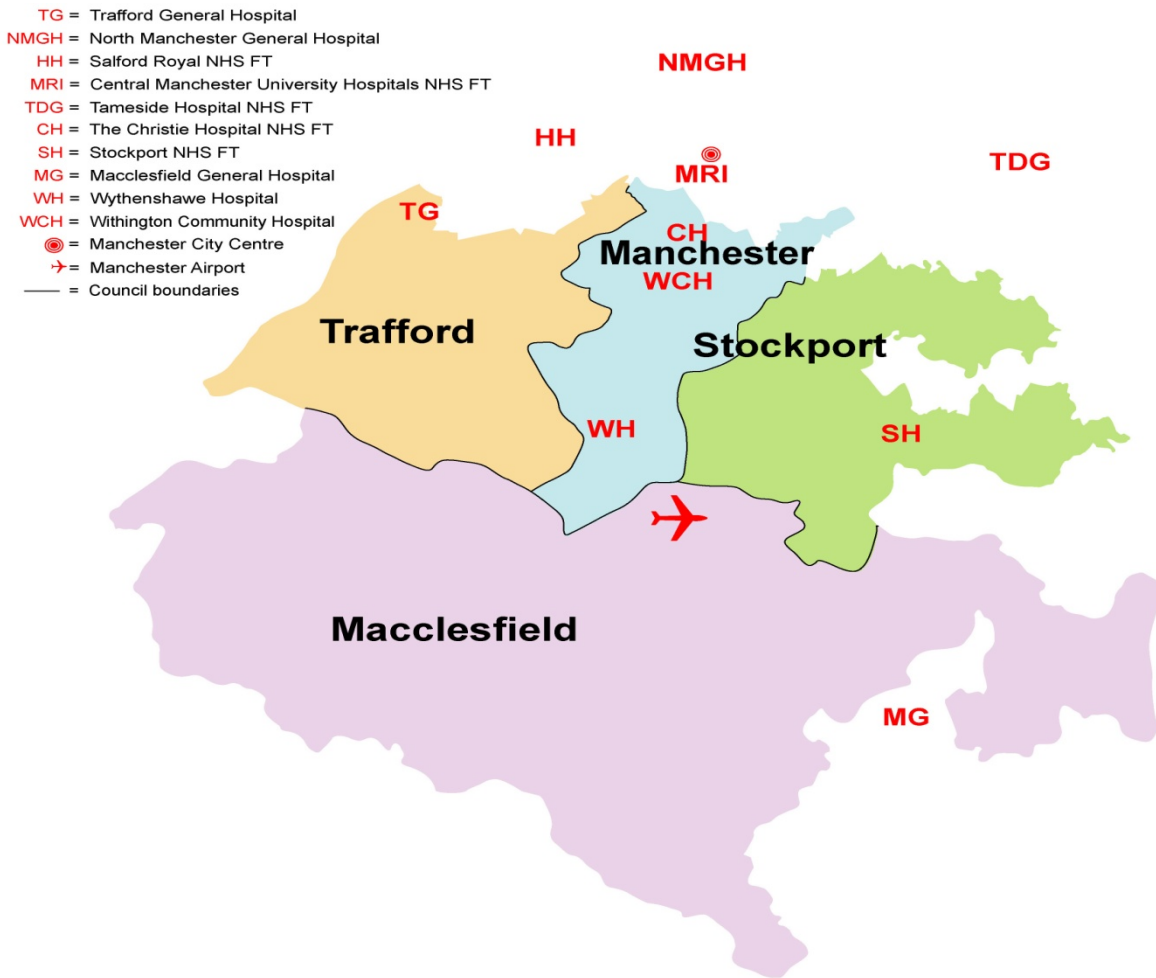 TG = Trafford General Hospital
NMGH = North Manchester General Hospital
HH = Salford Royal NHS FT
MRI = Central Manchester University Hospitals NHS FT
TDG = Tameside Hospital NHS FT
CH = The Christie Hospital NHS FT
SH = Stockport NHS FT
MG = Macclesfield General Hospital
WH = Wythenshawe Hospital
WCH = Withington Community Hospital
= Manchester City Centre
= Manchester Airport
= Council boundaries
NMGH
HH
MRI
TDG
TG
CH
Manchester
WCH
Trafford
Stockport
WH
SH
Macclesfield
MG